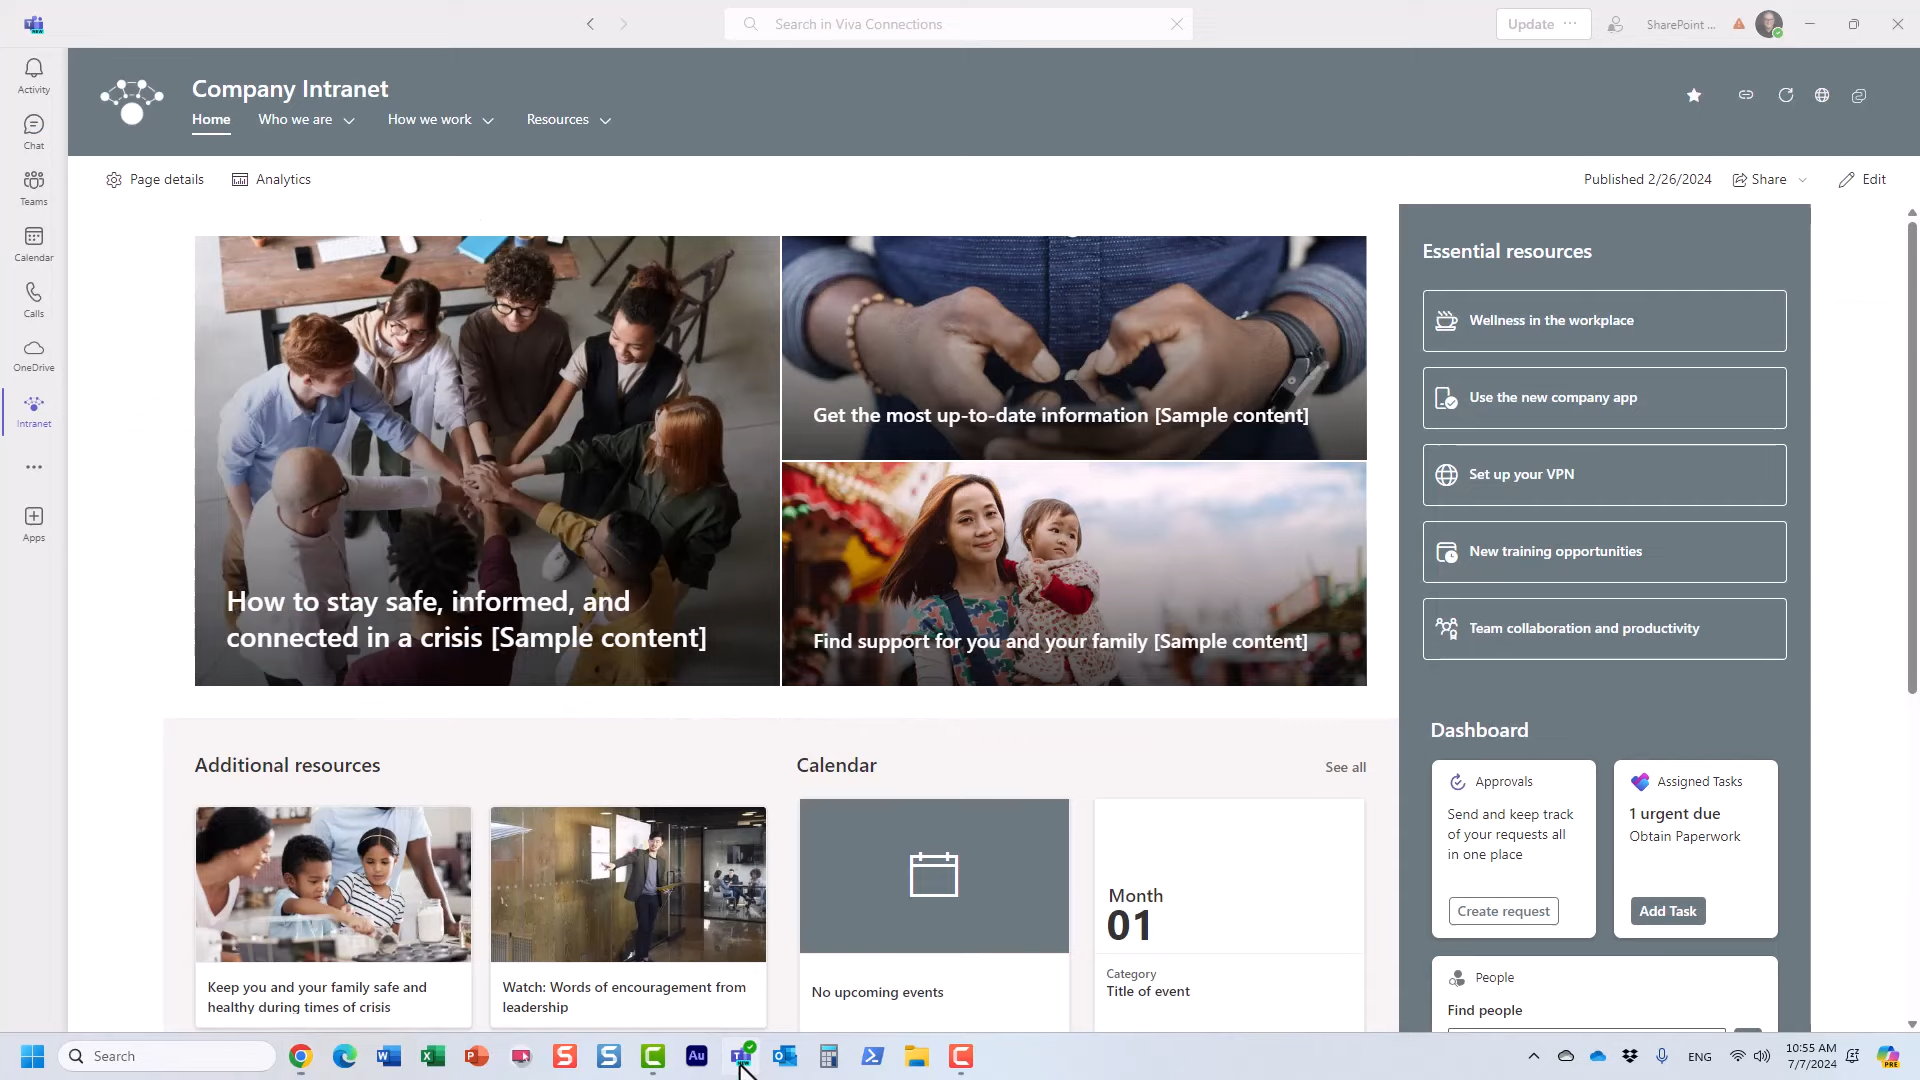 Search in Viva Connections
Update
SharePoint ...
Activity
Chat
Teams
Calendar
Calls
OneDrive
Intranet
Apps
Company Intranet
Home
Who we are
How we work
Resources
Page details
Analytics
Published 2/26/2024
Share
Edit
How to stay safe, informed, and
connected in a crisis [Sample content]
Get the most up-to-date information [Sample content]
Find support for you and your family [Sample content]
Essential resources
Wellness in the workplace
Use the new company app
Set up your VPN
New training opportunities
Team collaboration and productivity
Additional resources
Keep you and your family safe and
healthy during times of crisis
Watch: Words of encouragement from
leadership
Calendar
See all
No upcoming events
Month
01
Category
Title of event
Dashboard
Approvals
Send and keep track
of your requests all
in one place
Create request
Assigned Tasks
1 urgent due
Obtain Paperwork
Add Task
People
Find people
Search
ENG
10:55 AM
7/7/2024